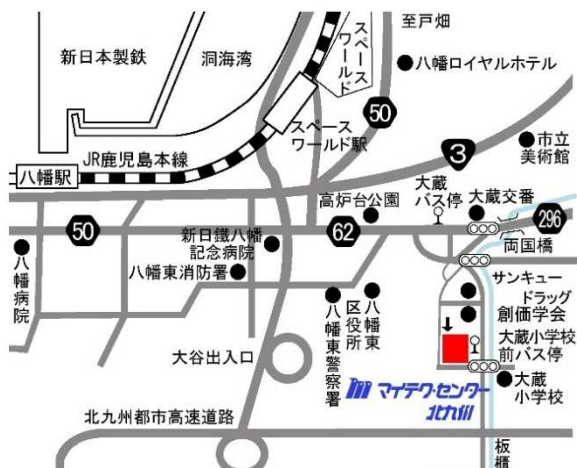 至戸畑
スペース
ワールド
新日本製鉄
洞海湾
八幡ロイヤルホテル
50
スペース
ワールド駅
3
市立
美術館
JR鹿児島本線
八幡駅
高炉台公園
大蔵
バス停
大蔵交番
296
50
新日鐵八幡
記念病院
62
両国橋
八幡病院
八幡東消防署
サンキュー
ドラッグ
創価学会
八幡東
区役所
八幡東警察署
大谷出入口
大蔵小学校
前バス停
マイテク・センター
北九州
大蔵
小学校
北九州都市高速道路
板櫃